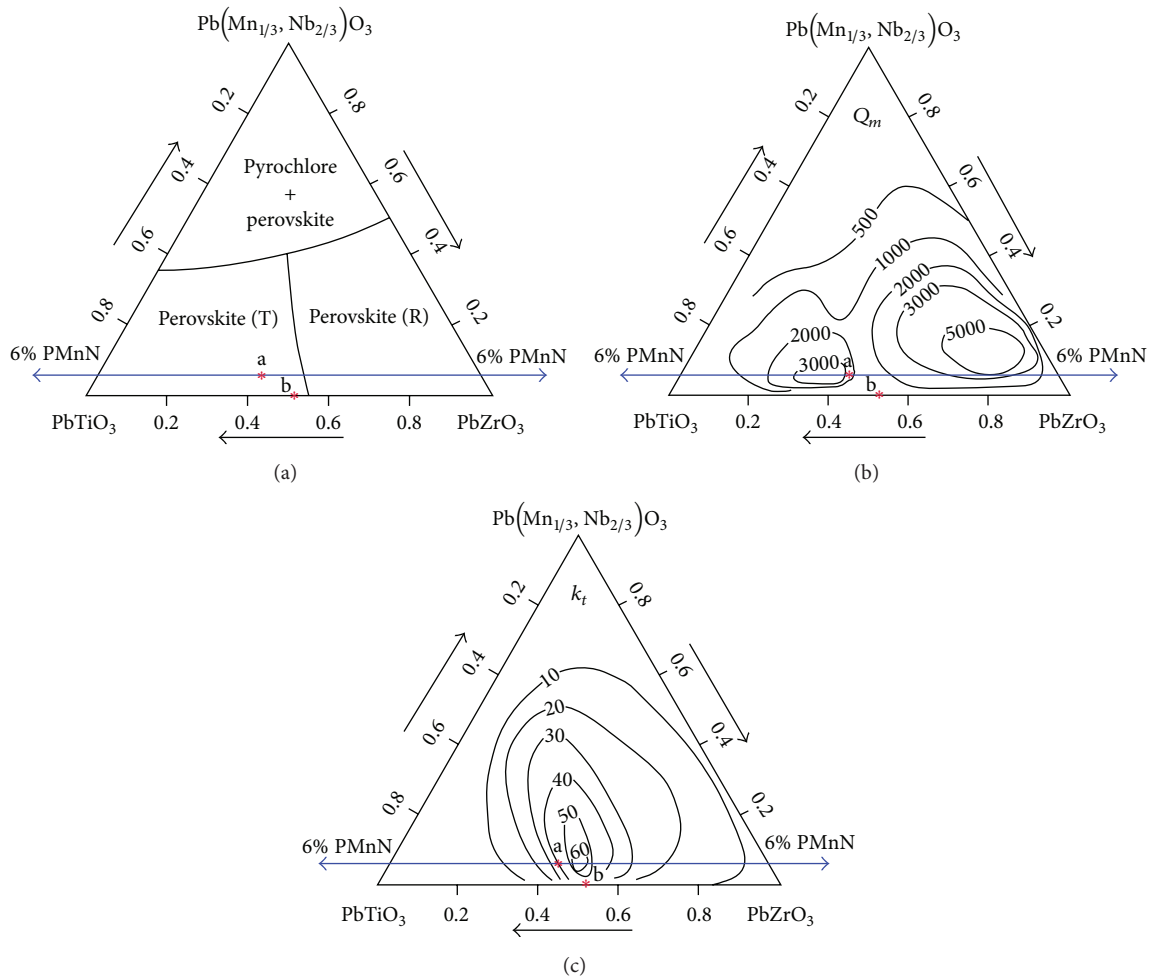 Pb(Mn1/3, Nb2/3)O3
0.2
0.8
0.4
Pyrochlore
+
perovskite
0.6
0.6
0.4
0.8
Perovskite (T)
Perovskite (R)
0.2
6% PMnN
a
6% PMnN
b
PbTiO3
0.2
0.4
0.6
0.8
PbZrO3
(a)
Pb(Mn1/3, Nb2/3)O3
0.2
Qm
0.8
0.4
0.6
500
0.6
1000
0.4
2000
3000
0.8
2000
5000
0.2
6% PMnN
3000
a
6% PMnN
b
PbTiO3
0.2
0.4
0.6
0.8
PbZrO3
(b)
Pb(Mn1/3, Nb2/3)O3
0.2
kt
0.8
0.4
10
0.6
20
0.6
30
0.4
40
0.8
50
0.2
6% PMnN
a
60
6% PMnN
b
PbTiO3
0.2
0.4
0.6
0.8
PbZrO3
(c)